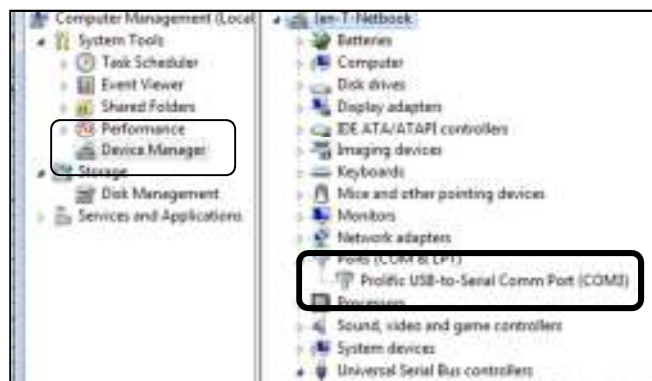 Computer Management (Local
System Tools
Task Scheduler
Event Viewer
Shared Folders
Performance
Device Manager
Storage
Disk Management
Services and Applications
Jen-T-Netbook
Batteries
Computer
Disk drives
Display adapters
IDE ATA/ATAPI controllers
Imaging devices
Keyboards
Mice and other pointing devices
Monitors
Network adapters
Ports (COM & LPT)
Prolific USB-to-Serial Comm Port (COM3)
Processors
Sound, video and game controllers
System devices
Universal Serial Bus controllers